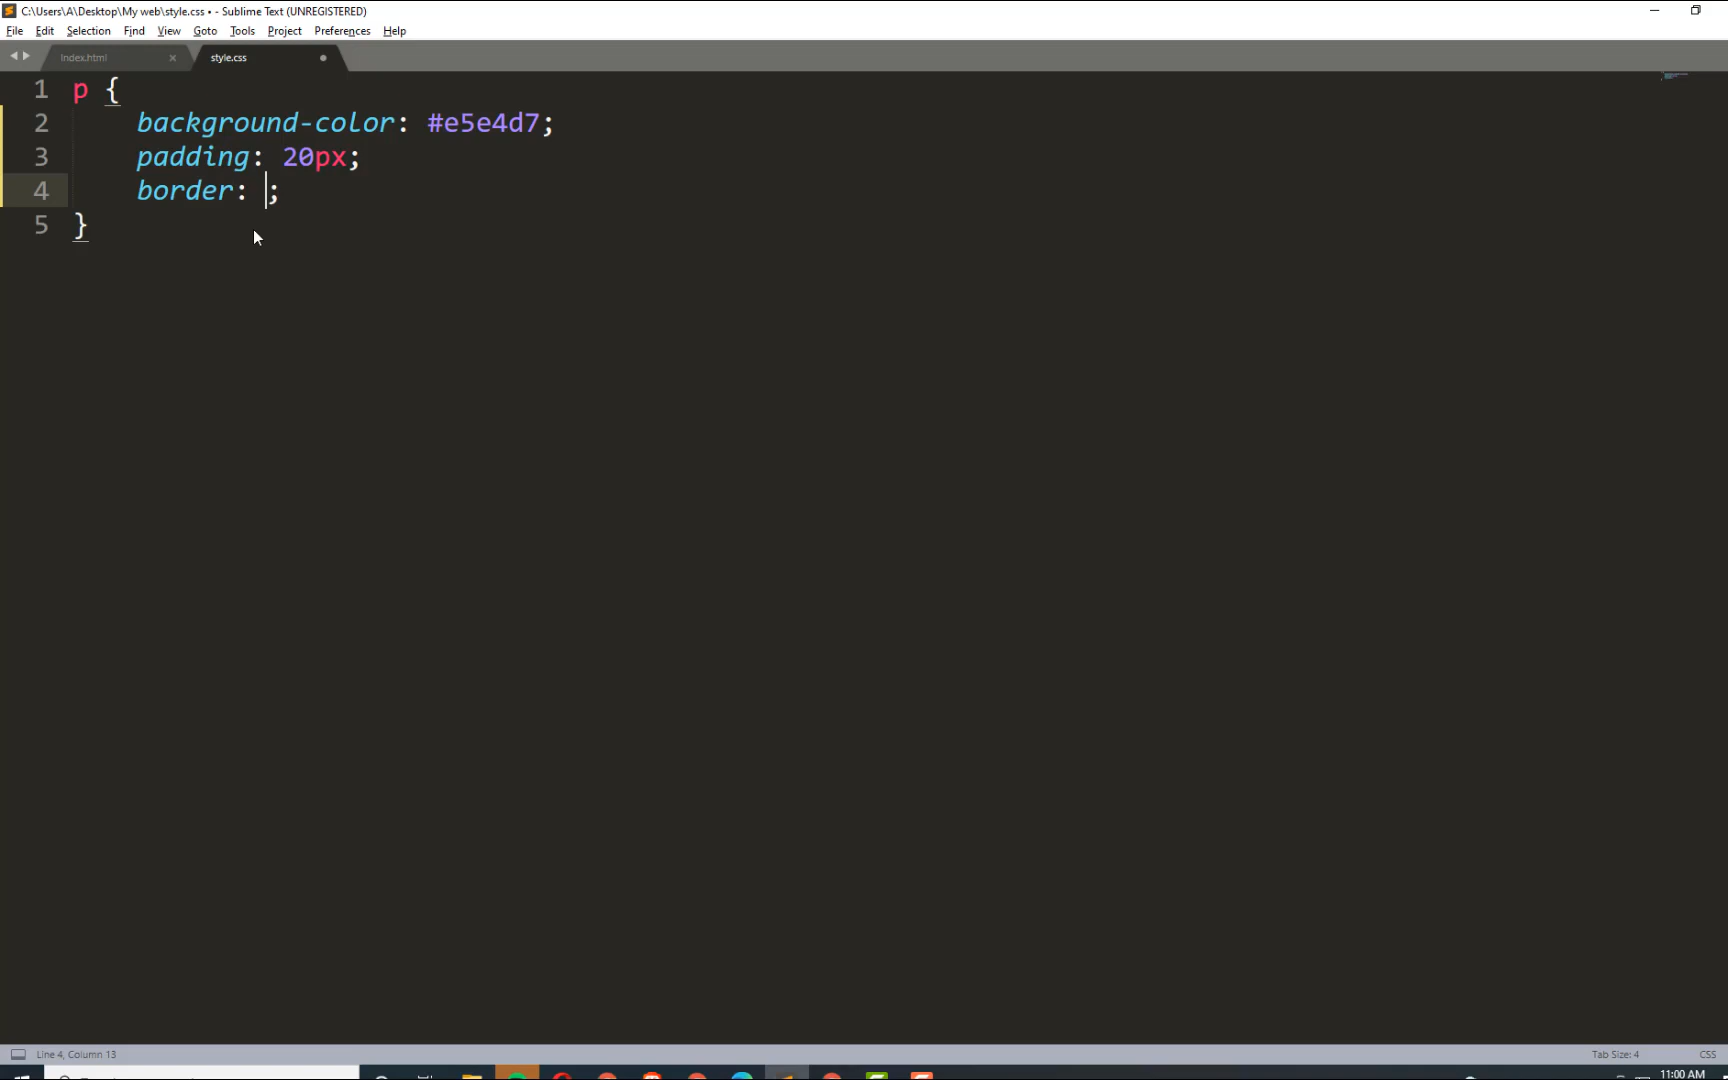 C:\Users\A\Desktop\My web\style.css • - Sublime Text (UNREGISTERED)
File Edit Selection Find View Goto Tools Project Preferences Help
Index.html × style.css
1 p {
2 background-color: #e5e4d7;
3 padding: 20px;
4 border: ;
5 }
Line 4, Column 13 Tab Size: 4 CSS
11:00 AM